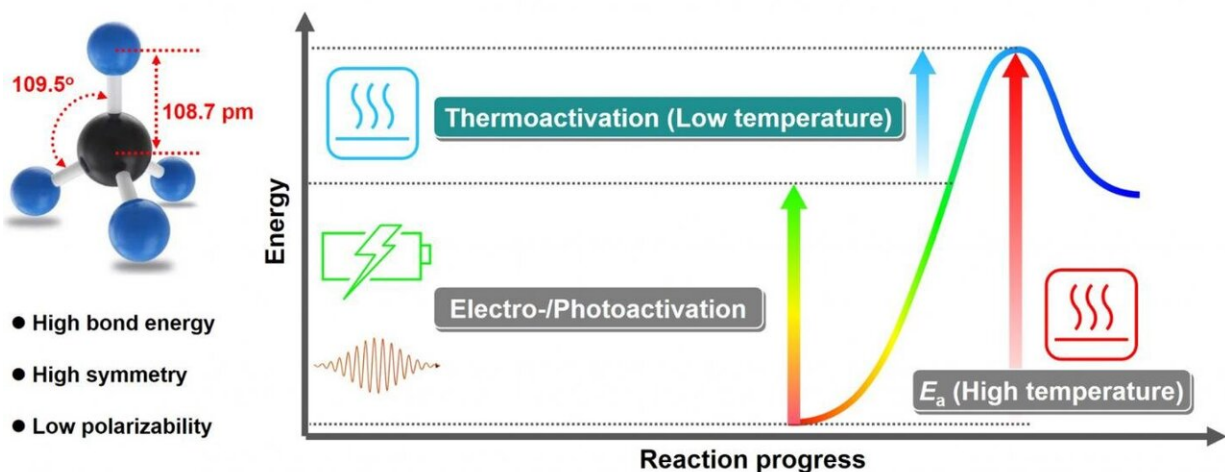 109.5°
108.7 pm
● High bond energy
● High symmetry
● Low polarizability
Energy
Thermoactivation (Low temperature)
Electro-/Photoactivation
Ea (High temperature)
Reaction progress